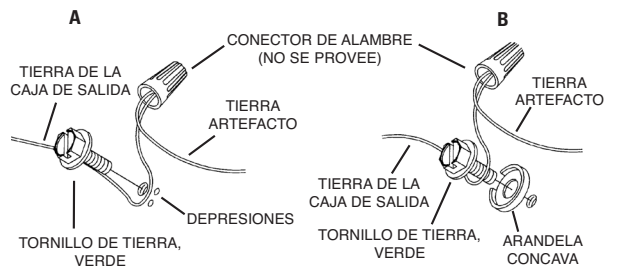 A
B
CONECTOR DE ALAMBRE
(NO SE PROVEE)
TIERRA DE LA
CAJA DE SALIDA
TIERRA
ARTEFACTO
TIERRA
ARTEFACTO
DEPRESIONES
TIERRA DE LA
CAJA DE SALIDA
TORNILLO DE TIERRA,
VERDE
TORNILLO DE TIERRA,
VERDE
ARANDELA
CONCAVA